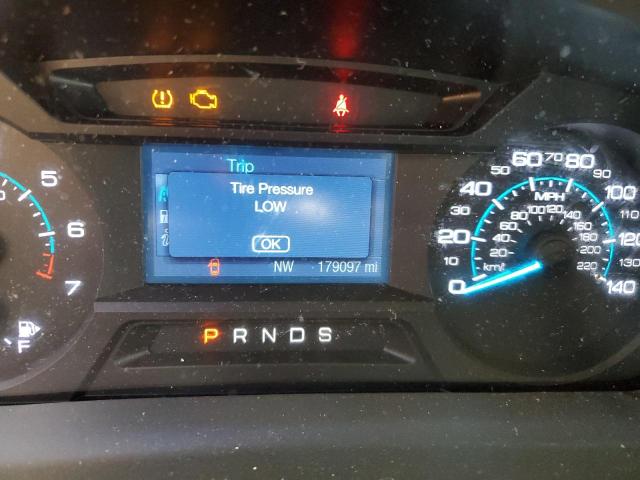 Trip
Tire Pressure
LOW
OK
NW 179097 mi
P R N D S
5
6
7
F
0 10 20 30 40 60 70 80 90 100 110 120 130 140
MPH
20 40 60 80 100 120 140 160 180 200 220
km/h